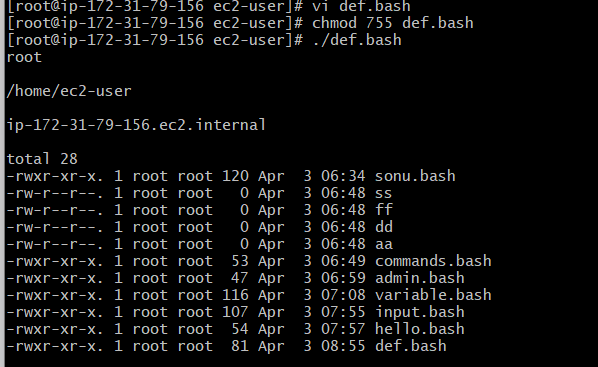 [root@ip-172-31-79-156 ec2-user]# vi def.bash
[root@ip-172-31-79-156 ec2-user]# chmod 755 def.bash
[root@ip-172-31-79-156 ec2-user]# ./def.bash
root

/home/ec2-user

ip-172-31-79-156.ec2.internal

total 28
-rwxr-xr-x. 1 root root 120 Apr  3 06:34 sonu.bash
-rw-r--r--. 1 root root   0 Apr  3 06:48 ss
-rw-r--r--. 1 root root   0 Apr  3 06:48 ff
-rw-r--r--. 1 root root   0 Apr  3 06:48 dd
-rw-r--r--. 1 root root   0 Apr  3 06:48 aa
-rwxr-xr-x. 1 root root  53 Apr  3 06:49 commands.bash
-rwxr-xr-x. 1 root root  47 Apr  3 06:59 admin.bash
-rwxr-xr-x. 1 root root 116 Apr  3 07:08 variable.bash
-rwxr-xr-x. 1 root root 107 Apr  3 07:55 input.bash
-rwxr-xr-x. 1 root root  54 Apr  3 07:57 hello.bash
-rwxr-xr-x. 1 root root  81 Apr  3 08:55 def.bash